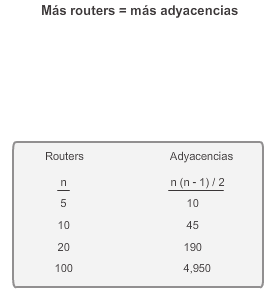 Más routers = más adyacencias
Routers Adyacencias
n n (n - 1) / 2
5 10
10 45
20 190
100 4,950